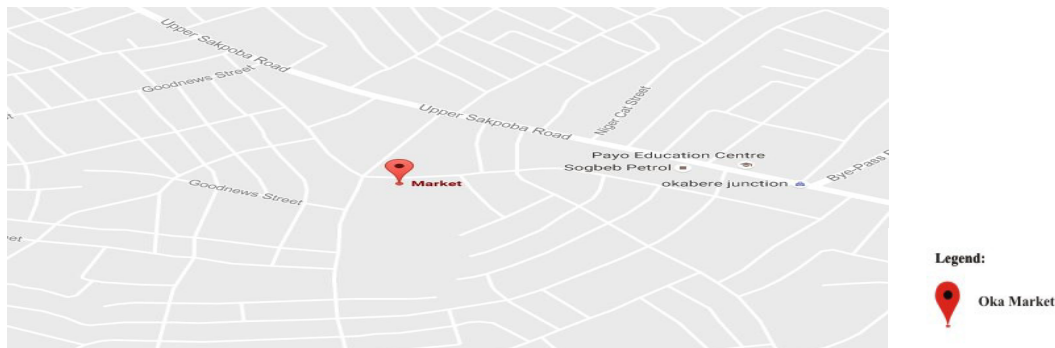 Upper Sakpoba Road
Goodnews Street
Upper Sakpoba Road
Niger Cat Street
Payo Education Centre
Sogbeb Petrol
Bye-Pass
Market
okabere junction
Goodnews Street
Legend:
Oka Market